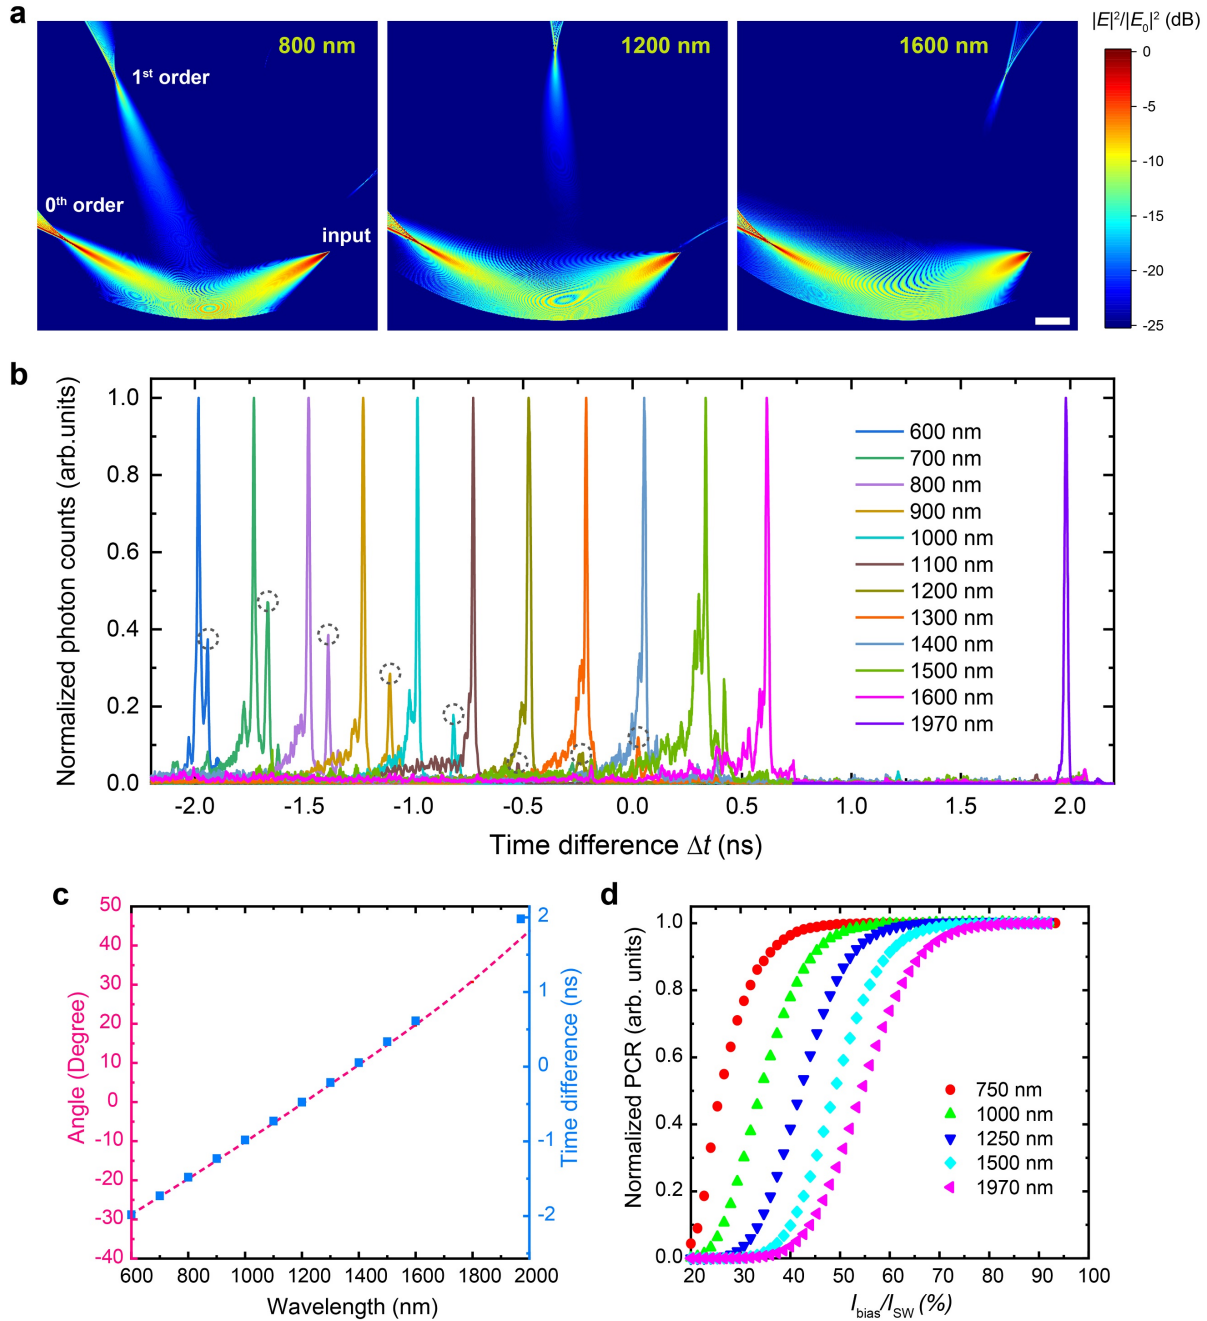 a
800 nm
1200 nm
1600 nm
|E|²/|E₀|² (dB)
1st order
0th order
input
0
-5
-10
-15
-20
-25
b
Normalized photon counts (arb.units)
1.0
0.8
0.6
0.4
0.2
0.0
600 nm
700 nm
800 nm
900 nm
1000 nm
1100 nm
1200 nm
1300 nm
1400 nm
1500 nm
1600 nm
1970 nm
-2.0 -1.5 -1.0 -0.5 0.0 0.5 1.0 1.5 2.0
Time difference Δt (ns)
c
Angle (Degree)
50
40
30
20
10
0
-10
-20
-30
-40
Time difference (ns)
2
1
0
-1
-2
600 800 1000 1200 1400 1600 1800 2000
Wavelength (nm)
d
Normalized PCR (arb. units)
1.0
0.8
0.6
0.4
0.2
0.0
750 nm
1000 nm
1250 nm
1500 nm
1970 nm
20 30 40 50 60 70 80 90 100
Ibias/ISW (%)